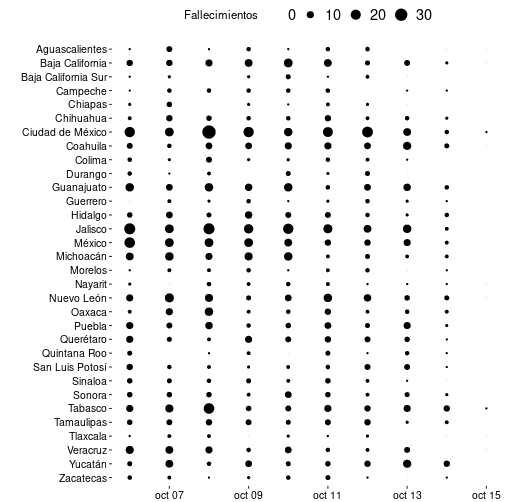 Fallecimientos 0 10 20 30
Aguascalientes
Baja California
Baja California Sur
Campeche
Chiapas
Chihuahua
Ciudad de México
Coahuila
Colima
Durango
Guanajuato
Guerrero
Hidalgo
Jalisco
México
Michoacán
Morelos
Nayarit
Nuevo León
Oaxaca
Puebla
Querétaro
Quintana Roo
San Luis Potosí
Sinaloa
Sonora
Tabasco
Tamaulipas
Tlaxcala
Veracruz
Yucatán
Zacatecas
oct 07 oct 09 oct 11 oct 13 oct 15